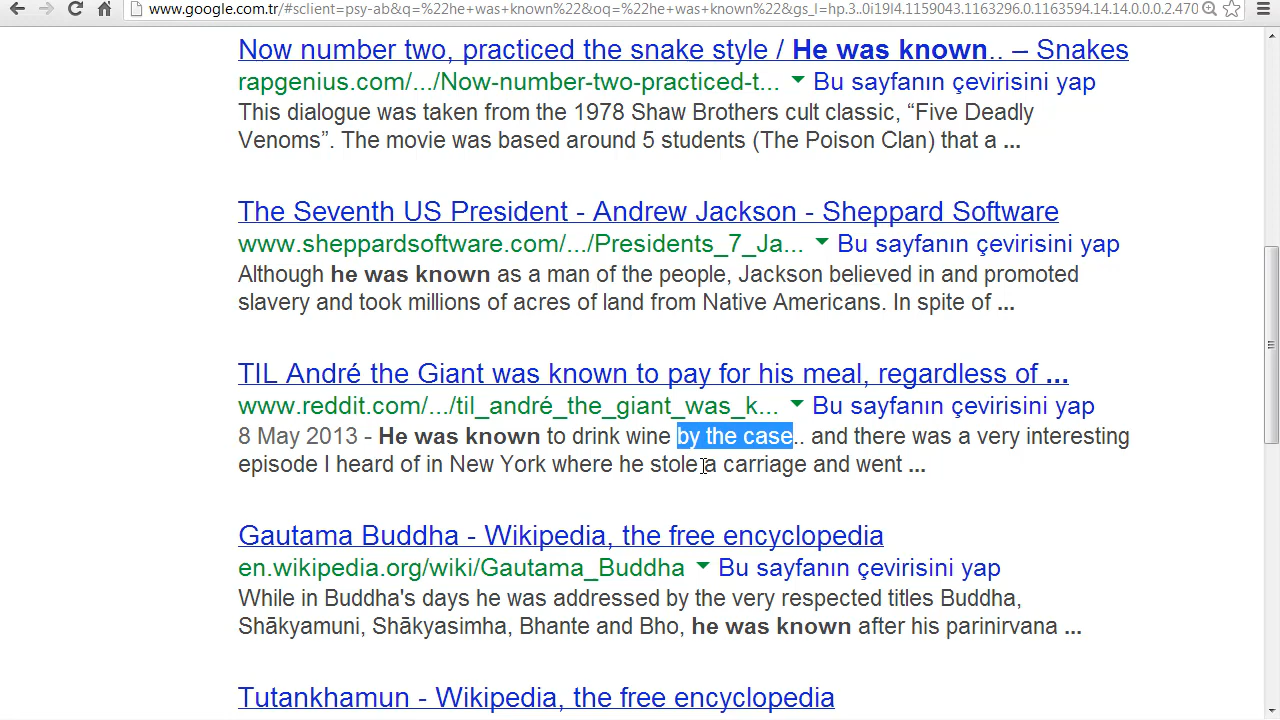 www.google.com.tr/#sclient=psy-ab&q=%22he+was+known%22&oq=%22he+was+known%22&gs_l=hp.3..0i19l4.1159043.1163296.0.1163594.14.14.0.0.0.2.470
Now number two, practiced the snake style / He was known.. – Snakes
rapgenius.com/.../Now-number-two-practiced-t... Bu sayfanın çevirisini yap
This dialogue was taken from the 1978 Shaw Brothers cult classic, “Five Deadly
Venoms”. The movie was based around 5 students (The Poison Clan) that a ...
The Seventh US President - Andrew Jackson - Sheppard Software
www.sheppardsoftware.com/.../Presidents_7_Ja... Bu sayfanın çevirisini yap
Although he was known as a man of the people, Jackson believed in and promoted
slavery and took millions of acres of land from Native Americans. In spite of ...
TIL André the Giant was known to pay for his meal, regardless of ...
www.reddit.com/.../til_andré_the_giant_was_k... Bu sayfanın çevirisini yap
8 May 2013 - He was known to drink wine by the case.. and there was a very interesting
episode I heard of in New York where he stole a carriage and went ...
Gautama Buddha - Wikipedia, the free encyclopedia
en.wikipedia.org/wiki/Gautama_Buddha Bu sayfanın çevirisini yap
While in Buddha's days he was addressed by the very respected titles Buddha,
Shākyamuni, Shākyasimha, Bhante and Bho, he was known after his parinirvana ...
Tutankhamun - Wikipedia, the free encyclopedia